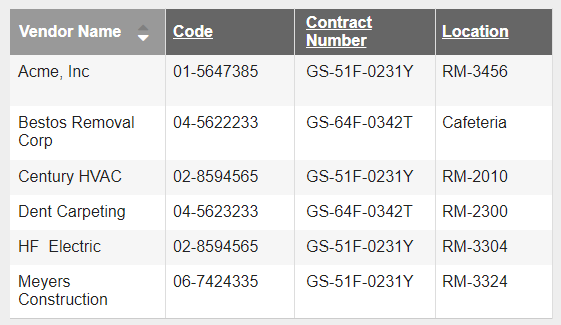 Vendor Name Code Contract Number Location
Acme, Inc 01-5647385 GS-51F-0231Y RM-3456
Bestos Removal Corp 04-5622233 GS-64F-0342T Cafeteria
Century HVAC 02-8594565 GS-51F-0231Y RM-2010
Dent Carpeting 04-5623233 GS-64F-0342T RM-2300
HF  Electric 02-8594565 GS-51F-0231Y RM-3304
Meyers Construction 06-7424335 GS-51F-0231Y RM-3324